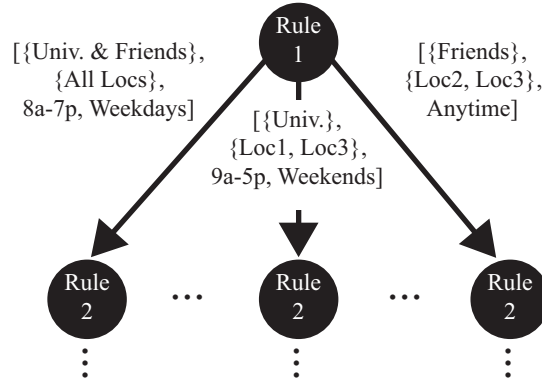 Rule
1
[{Univ. & Friends},
{All Locs},
8a-7p, Weekdays]
[{Univ.},
{Loc1, Loc3},
9a-5p, Weekends]
[{Friends},
{Loc2, Loc3},
Anytime]
Rule
2
...
Rule
2
...
Rule
2